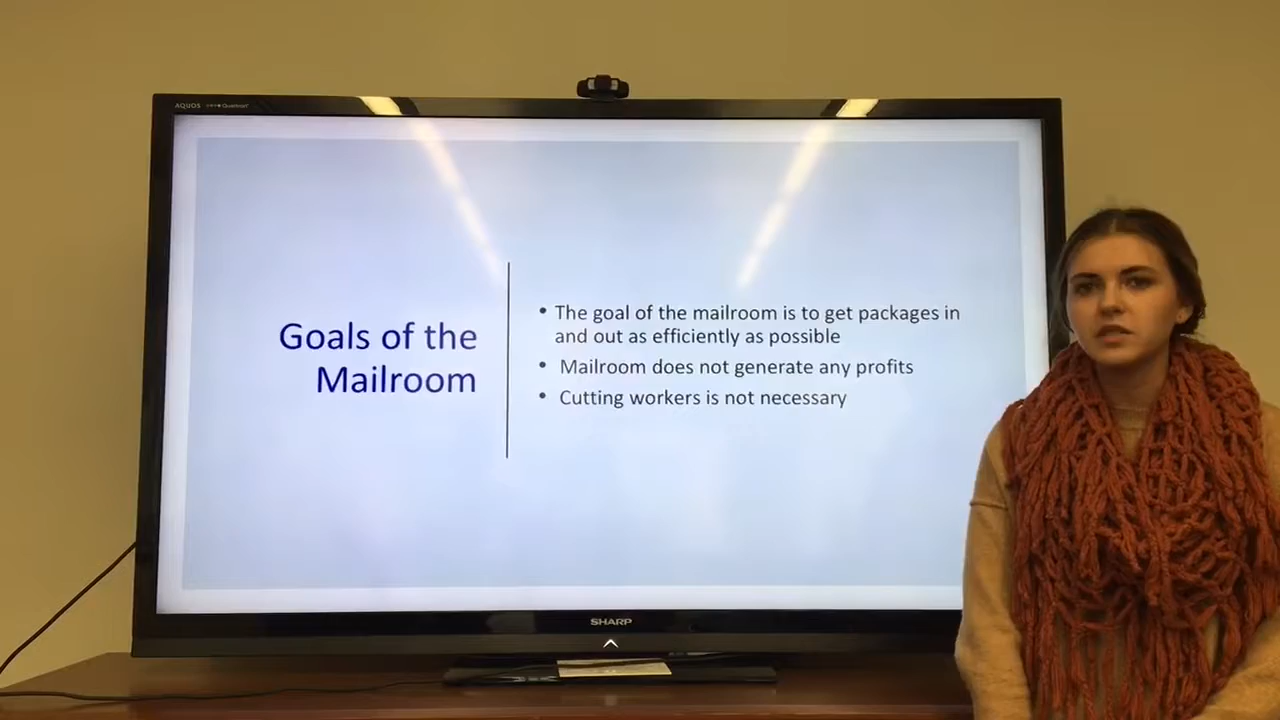 AQUOS
Goals of the
Mailroom
• The goal of the mailroom is to get packages in
and out as efficiently as possible
• Mailroom does not generate any profits
• Cutting workers is not necessary
SHARP